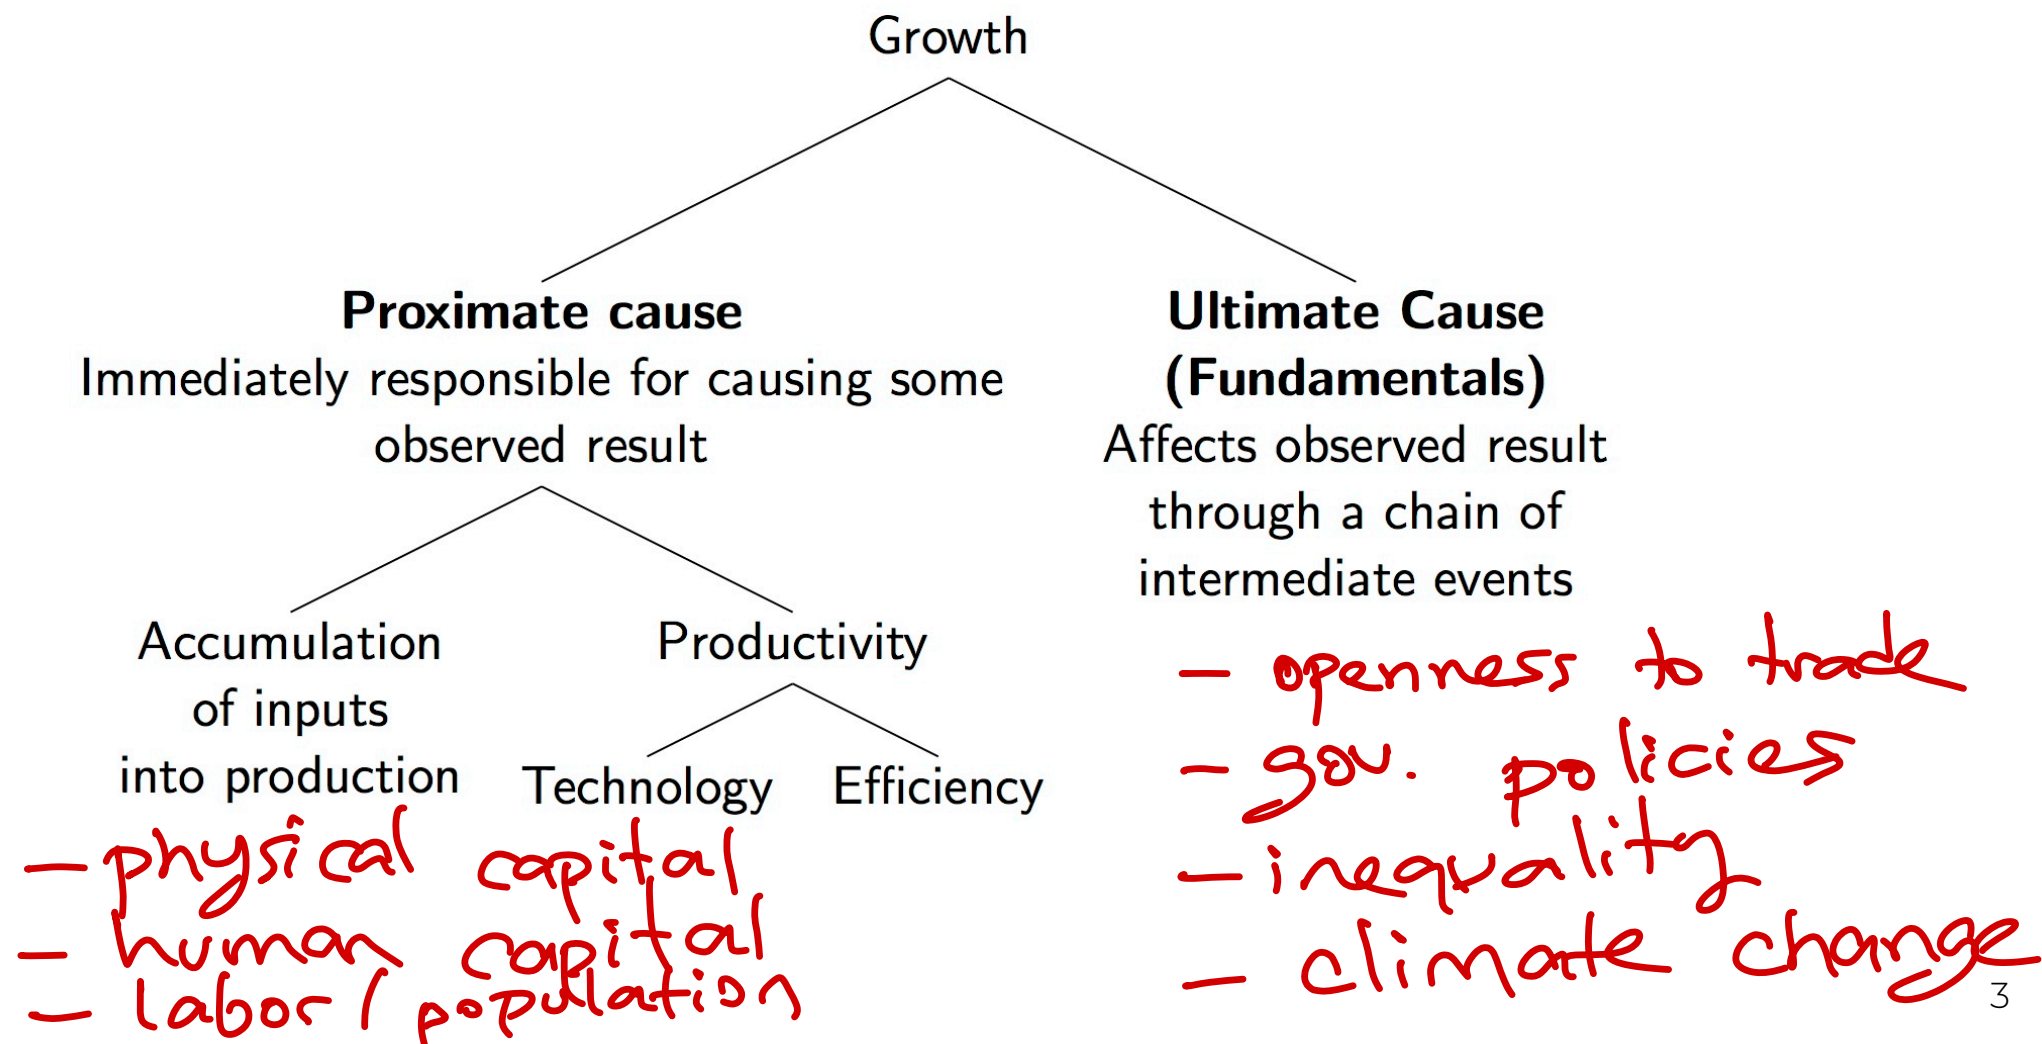 Growth
Proximate cause
Immediately responsible for causing some
observed result
Ultimate Cause
(Fundamentals)
Affects observed result
through a chain of
intermediate events
Accumulation
of inputs
into production
Productivity
Technology
Efficiency
- physical capital
- human capital
- labor / population
- openness to trade
- gov. policies
- inequality
- climate change
3